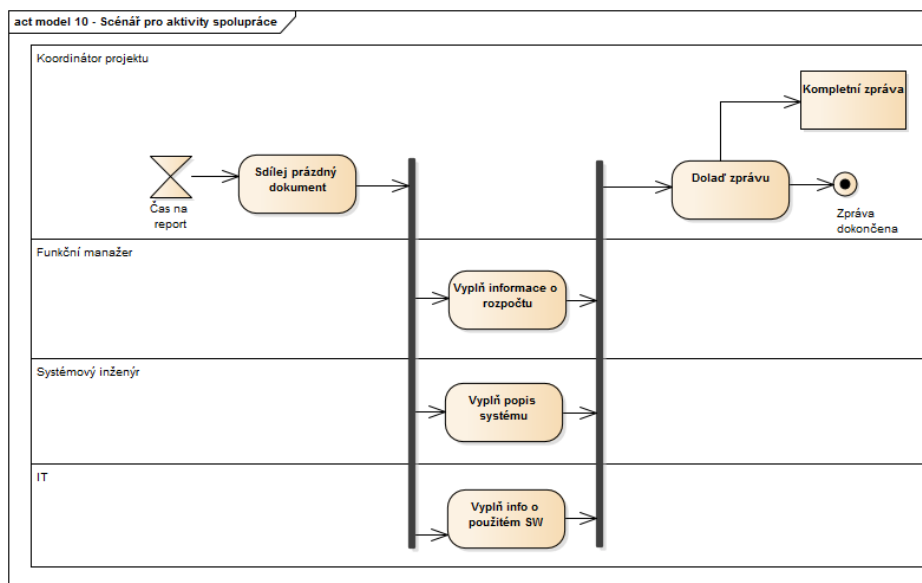 act model 10 - Scénář pro aktivity spolupráce
Koordinátor projektu
Kompletní zpráva
Sdílej prázdný
dokument
Dolaď zprávu
Čas na
report
Zpráva
dokončena
Funkční manažer
Vyplň informace o
rozpočtu
Systémový inženýr
Vyplň popis
systému
IT
Vyplň info o
použitém SW